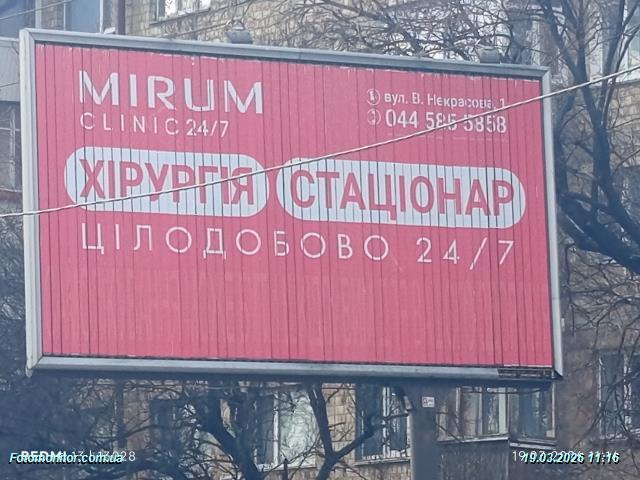 MIRUM
CLINIC 24/7
вул. В. Некрасова, 1
044 585 5858
ХІРУРГІЯ СТАЦІОНАР
ЦІЛОДОБОВО 24/7
Fotomonitor.com.ua
19.03.2026 11:16